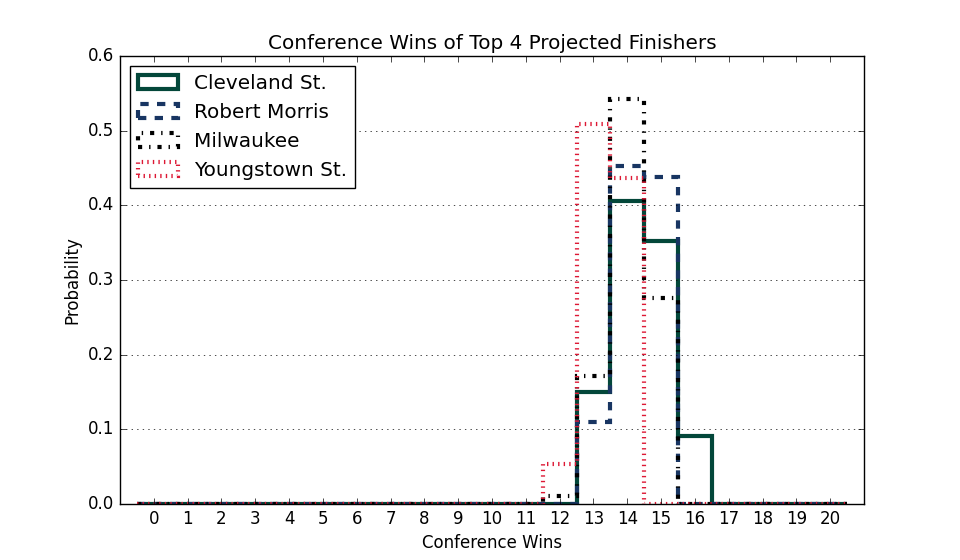 Conference Wins of Top 4 Projected Finishers
0.6
0.5
0.4
0.3
0.2
0.1
0.0
Probability
Cleveland St.
Robert Morris
Milwaukee
Youngstown St.
0 1 2 3 4 5 6 7 8 9 10 11 12 13 14 15 16 17 18 19 20
Conference Wins